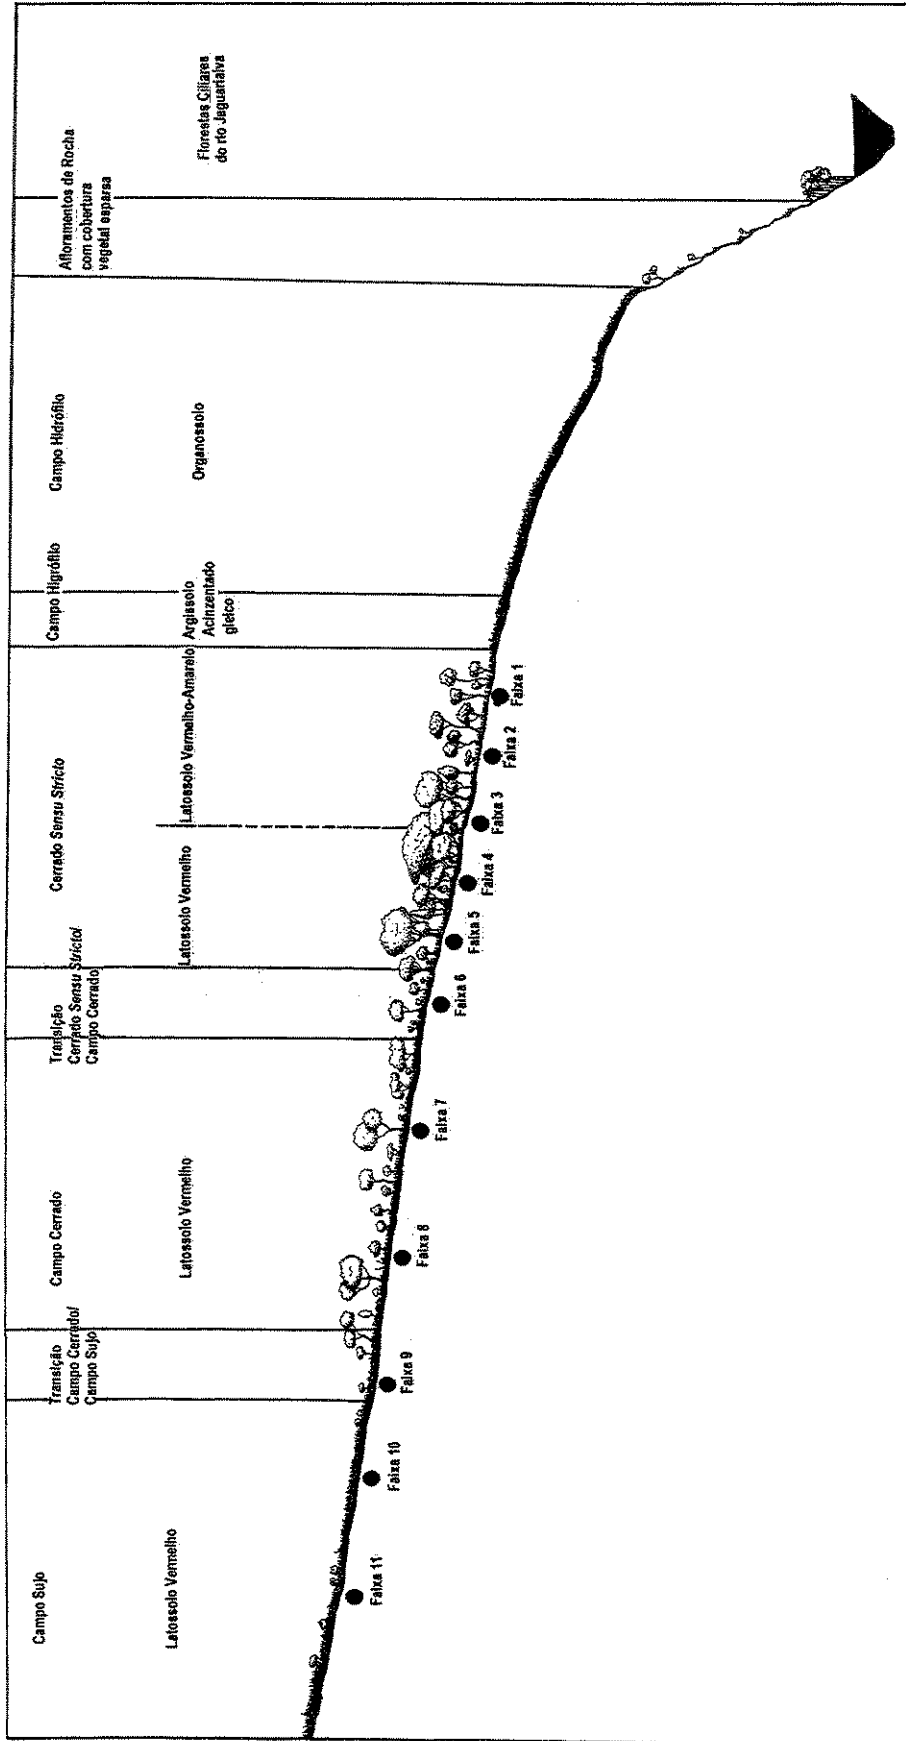 Campo Sujo
Latossolo Vermelho
Transição
Campo Cerrado/
Campo Sujo
Campo Cerrado
Latossolo Vermelho
Transição
Cerrado Sensu Stricto/
Campo Cerrado
Cerrado Sensu Stricto
Latossolo Vermelho
Latossolo Vermelho-Amarelo
Campo Higrófilo
Argissolo
Acinzentado
gleico
Campo Hidrófilo
Organossolo
Afloramentos de Rocha
com cobertura
vegetal esparsa
Florestas Ciliares
do rio Jaguariaíva
Faixa 11
Faixa 10
Faixa 9
Faixa 8
Faixa 7
Faixa 6
Faixa 5
Faixa 4
Faixa 3
Faixa 2
Faixa 1